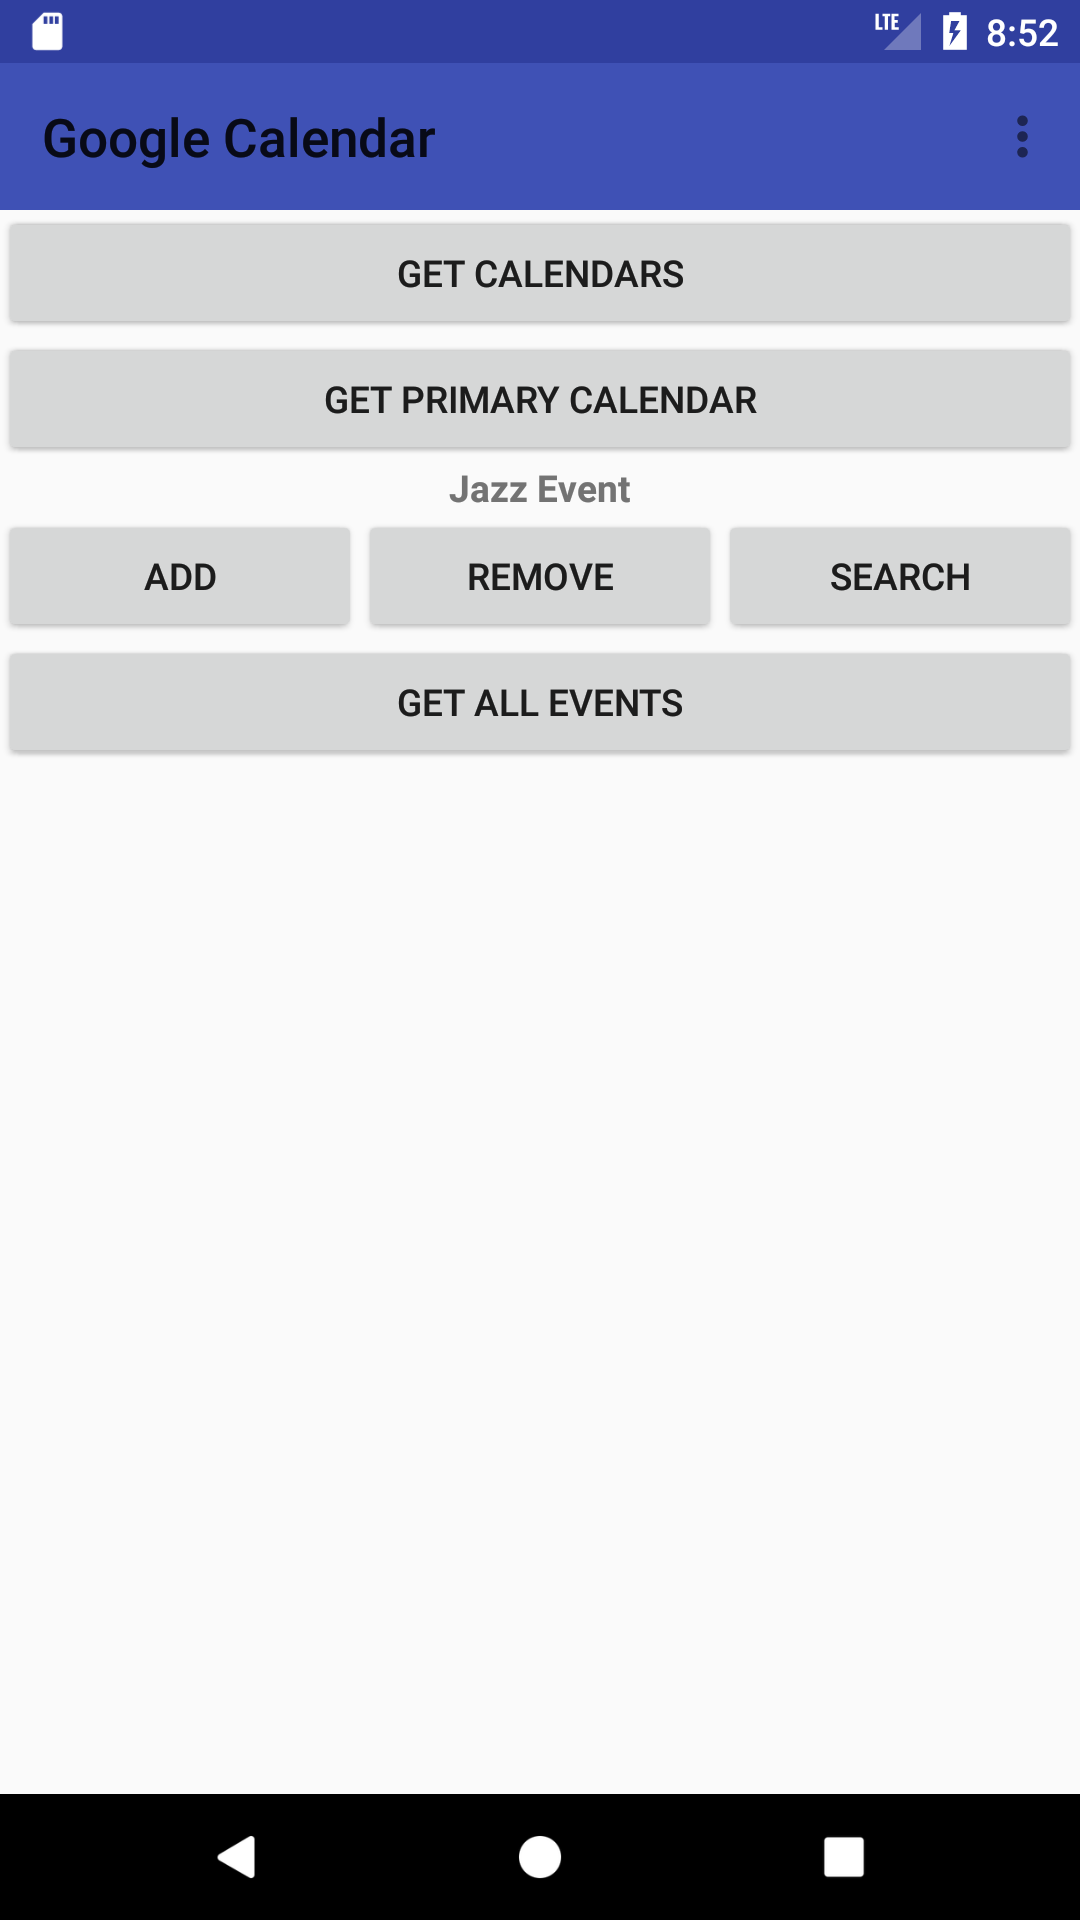 LTE 8:52
Google Calendar
GET CALENDARS
GET PRIMARY CALENDAR
Jazz Event
ADD REMOVE SEARCH
GET ALL EVENTS